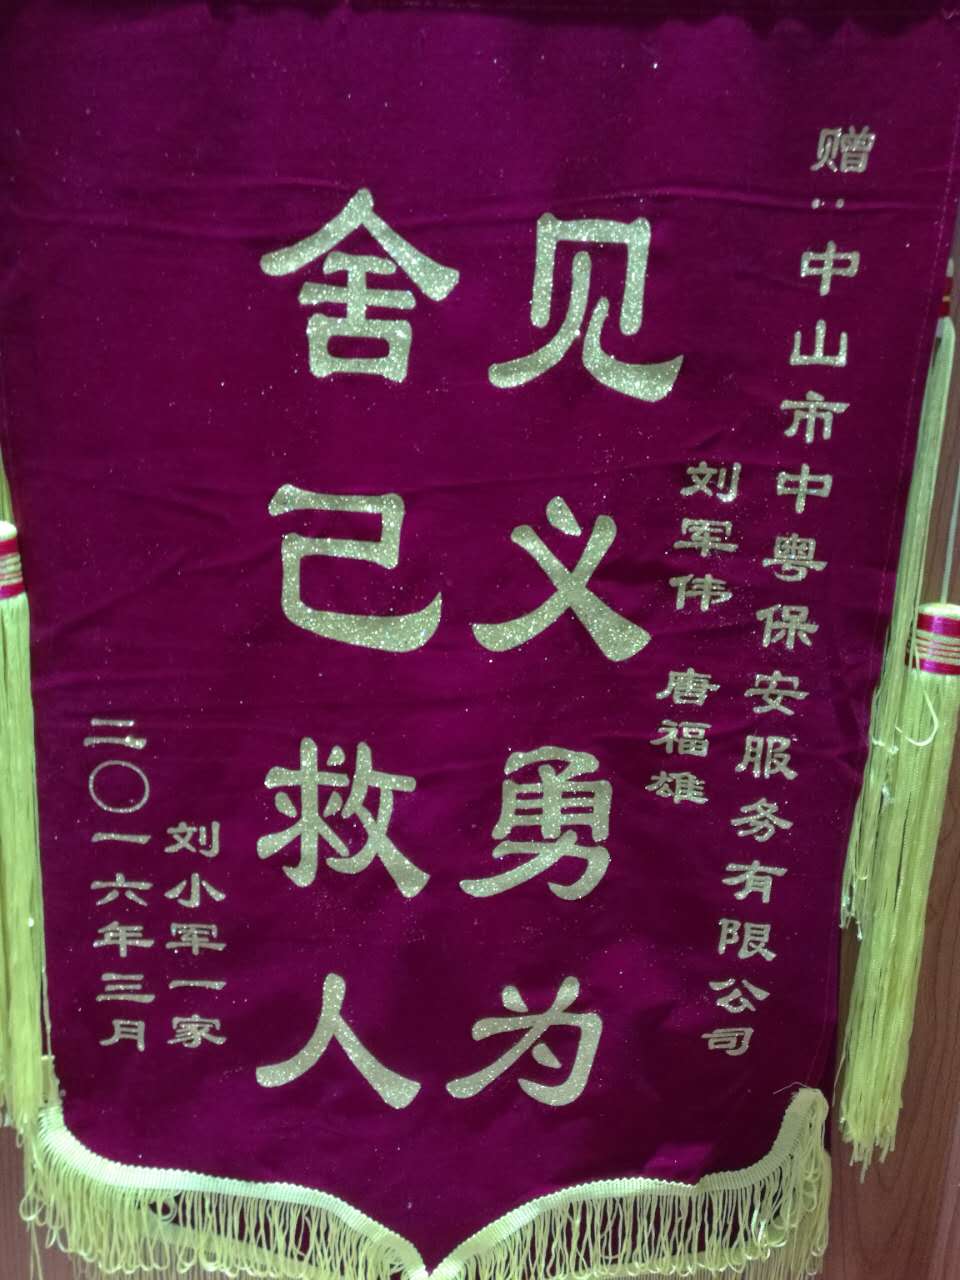 赠：中山市中粤保安服务有限公司
刘军伟 唐福雄
见义勇为
舍己救人
刘小军一家
二〇一六年三月